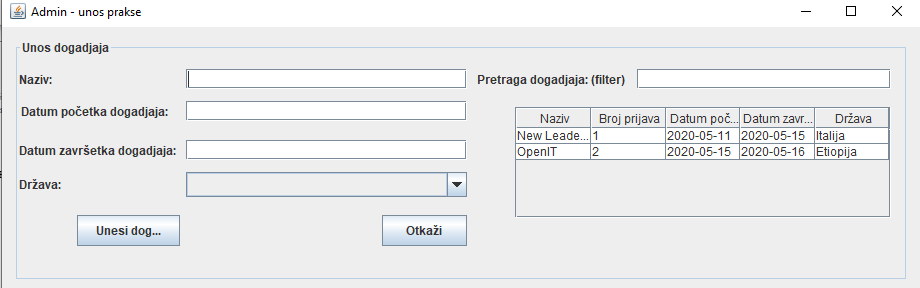 Admin - unos prakse
Unos dogadjaja
Naziv:
Datum početka dogadjaja:
Datum završetka dogadjaja:
Država:
Unesi dog...
Otkaži
Pretraga dogadjaja: (filter)
Naziv Broj prijava Datum poč... Datum zavr... Država
New Leade... 1 2020-05-11 2020-05-15 Italija
OpenIT 2 2020-05-15 2020-05-16 Etiopija